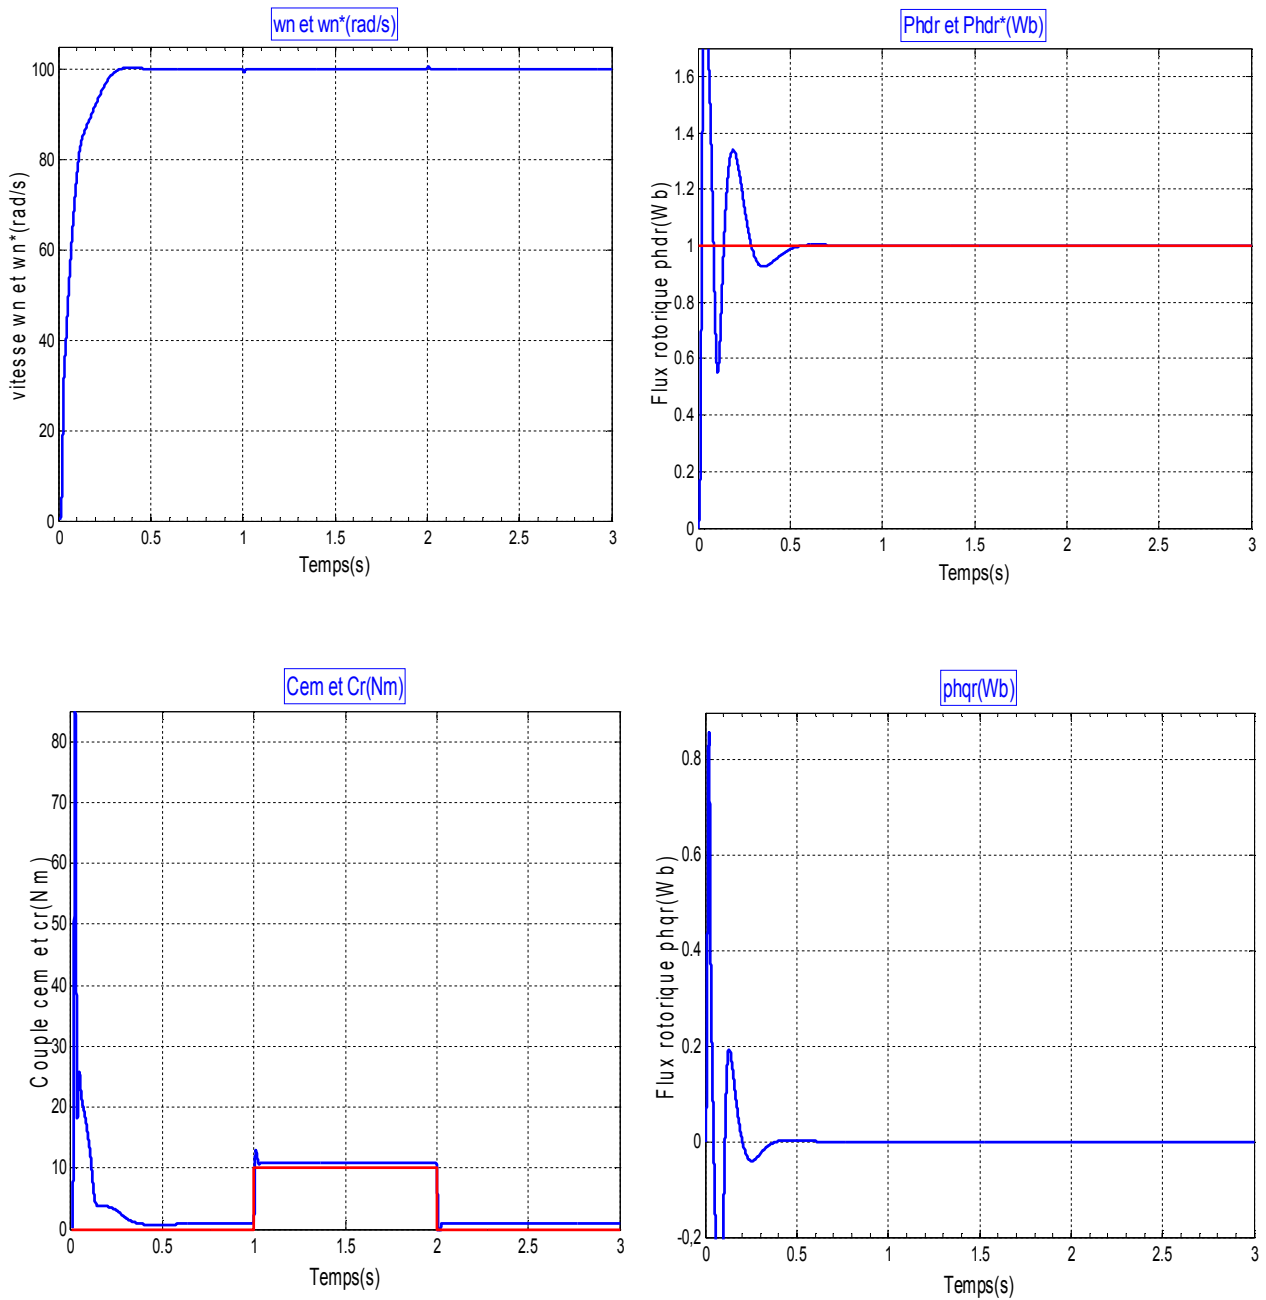 wn et wn*(rad/s)
vitesse wn et wn*(rad/s)
100
80
60
40
20
0
0 0.5 1 1.5 2 2.5 3
Temps(s)
Phdr et Phdr*(Wb)
Flux rotorique phdr(Wb)
1.6
1.4
1.2
1
0.8
0.6
0.4
0.2
0
0 0.5 1 1.5 2 2.5 3
Temps(s)
Cem et Cr(Nm)
Couple cem et cr(Nm)
80
70
60
50
40
30
20
10
0
0 0.5 1 1.5 2 2.5 3
Temps(s)
phqr(Wb)
Flux rotorique phqr(Wb)
0.8
0.6
0.4
0.2
0
-0,2
0 0.5 1 1.5 2 2.5 3
Temps(s)